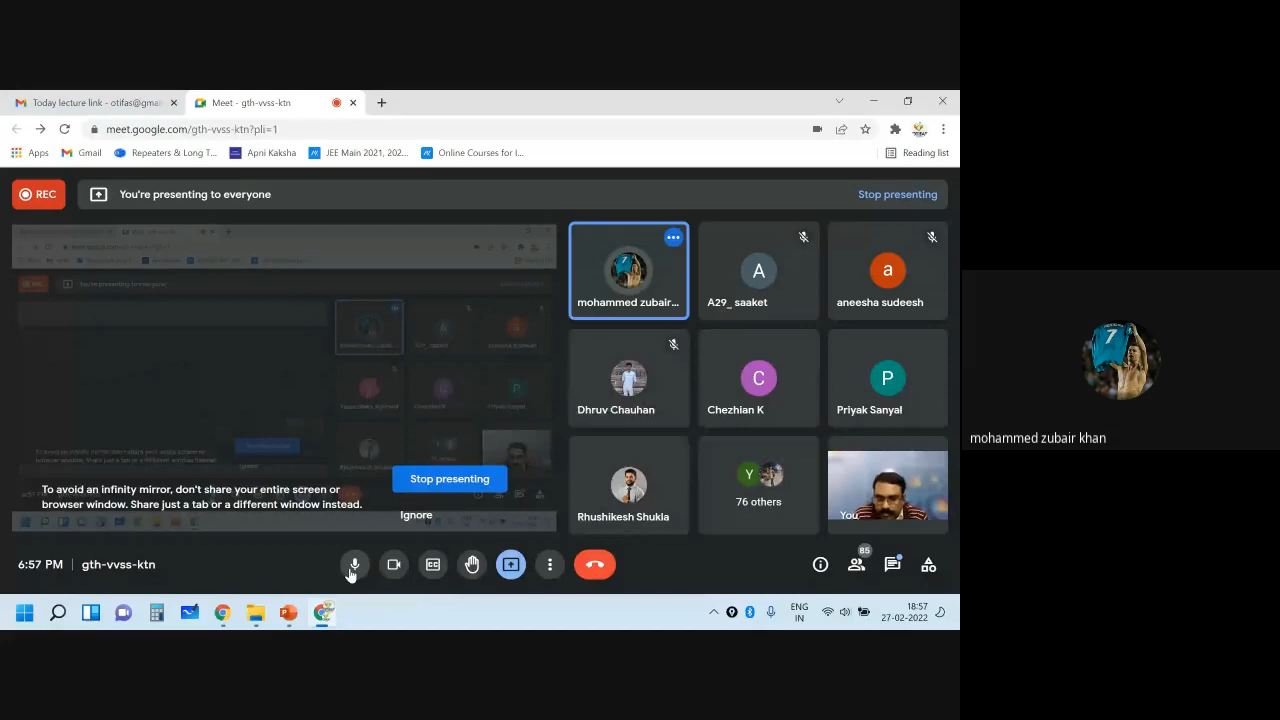 Today lecture link - otifas@gmai
Meet - gth-vvss-ktn
meet.google.com/gth-vvss-ktn?pli=1
Apps
Gmail
Repeaters & Long T...
Apni Kaksha
JEE Main 2021, 202...
Online Courses for I...
Reading list
REC
You're presenting to everyone
Stop presenting
7
mohammed zubair...
A
A29_ saaket
a
aneesha sudeesh
Dhruv Chauhan
C
Chezhian K
P
Priyak Sanyal
Rhushikesh Shukla
Y
76 others
You
To avoid an infinity mirror, don't share your entire screen or
browser window. Share just a tab or a different window instead.
Stop presenting
Ignore
6:57 PM | gth-vvss-ktn
85
ENG
IN
18:57
27-02-2022
7
mohammed zubair khan